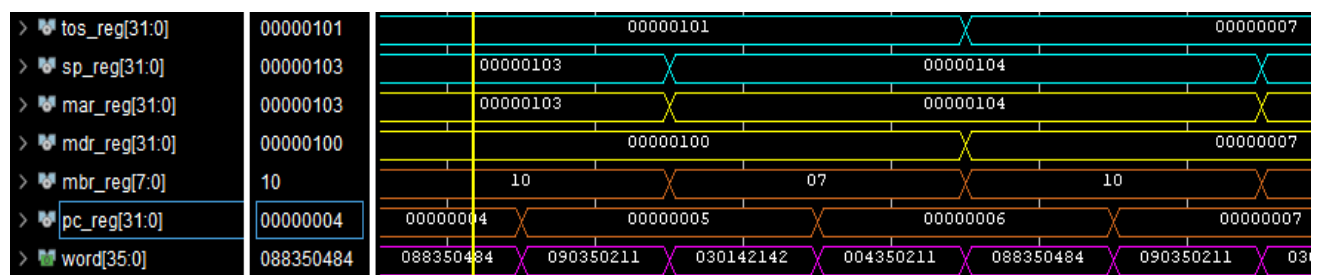 > tos_reg[31:0] 00000101 00000101 00000007
> sp_reg[31:0] 00000103 00000103 00000104
> mar_reg[31:0] 00000103 00000103 00000104
> mdr_reg[31:0] 00000100 00000100 00000007
> mbr_reg[7:0] 10 10 07 10
> pc_reg[31:0] 00000004 00000004 00000005 00000006 00000007
> word[35:0] 088350484 088350484 090350211 030142142 004350211 088350484 090350211 03